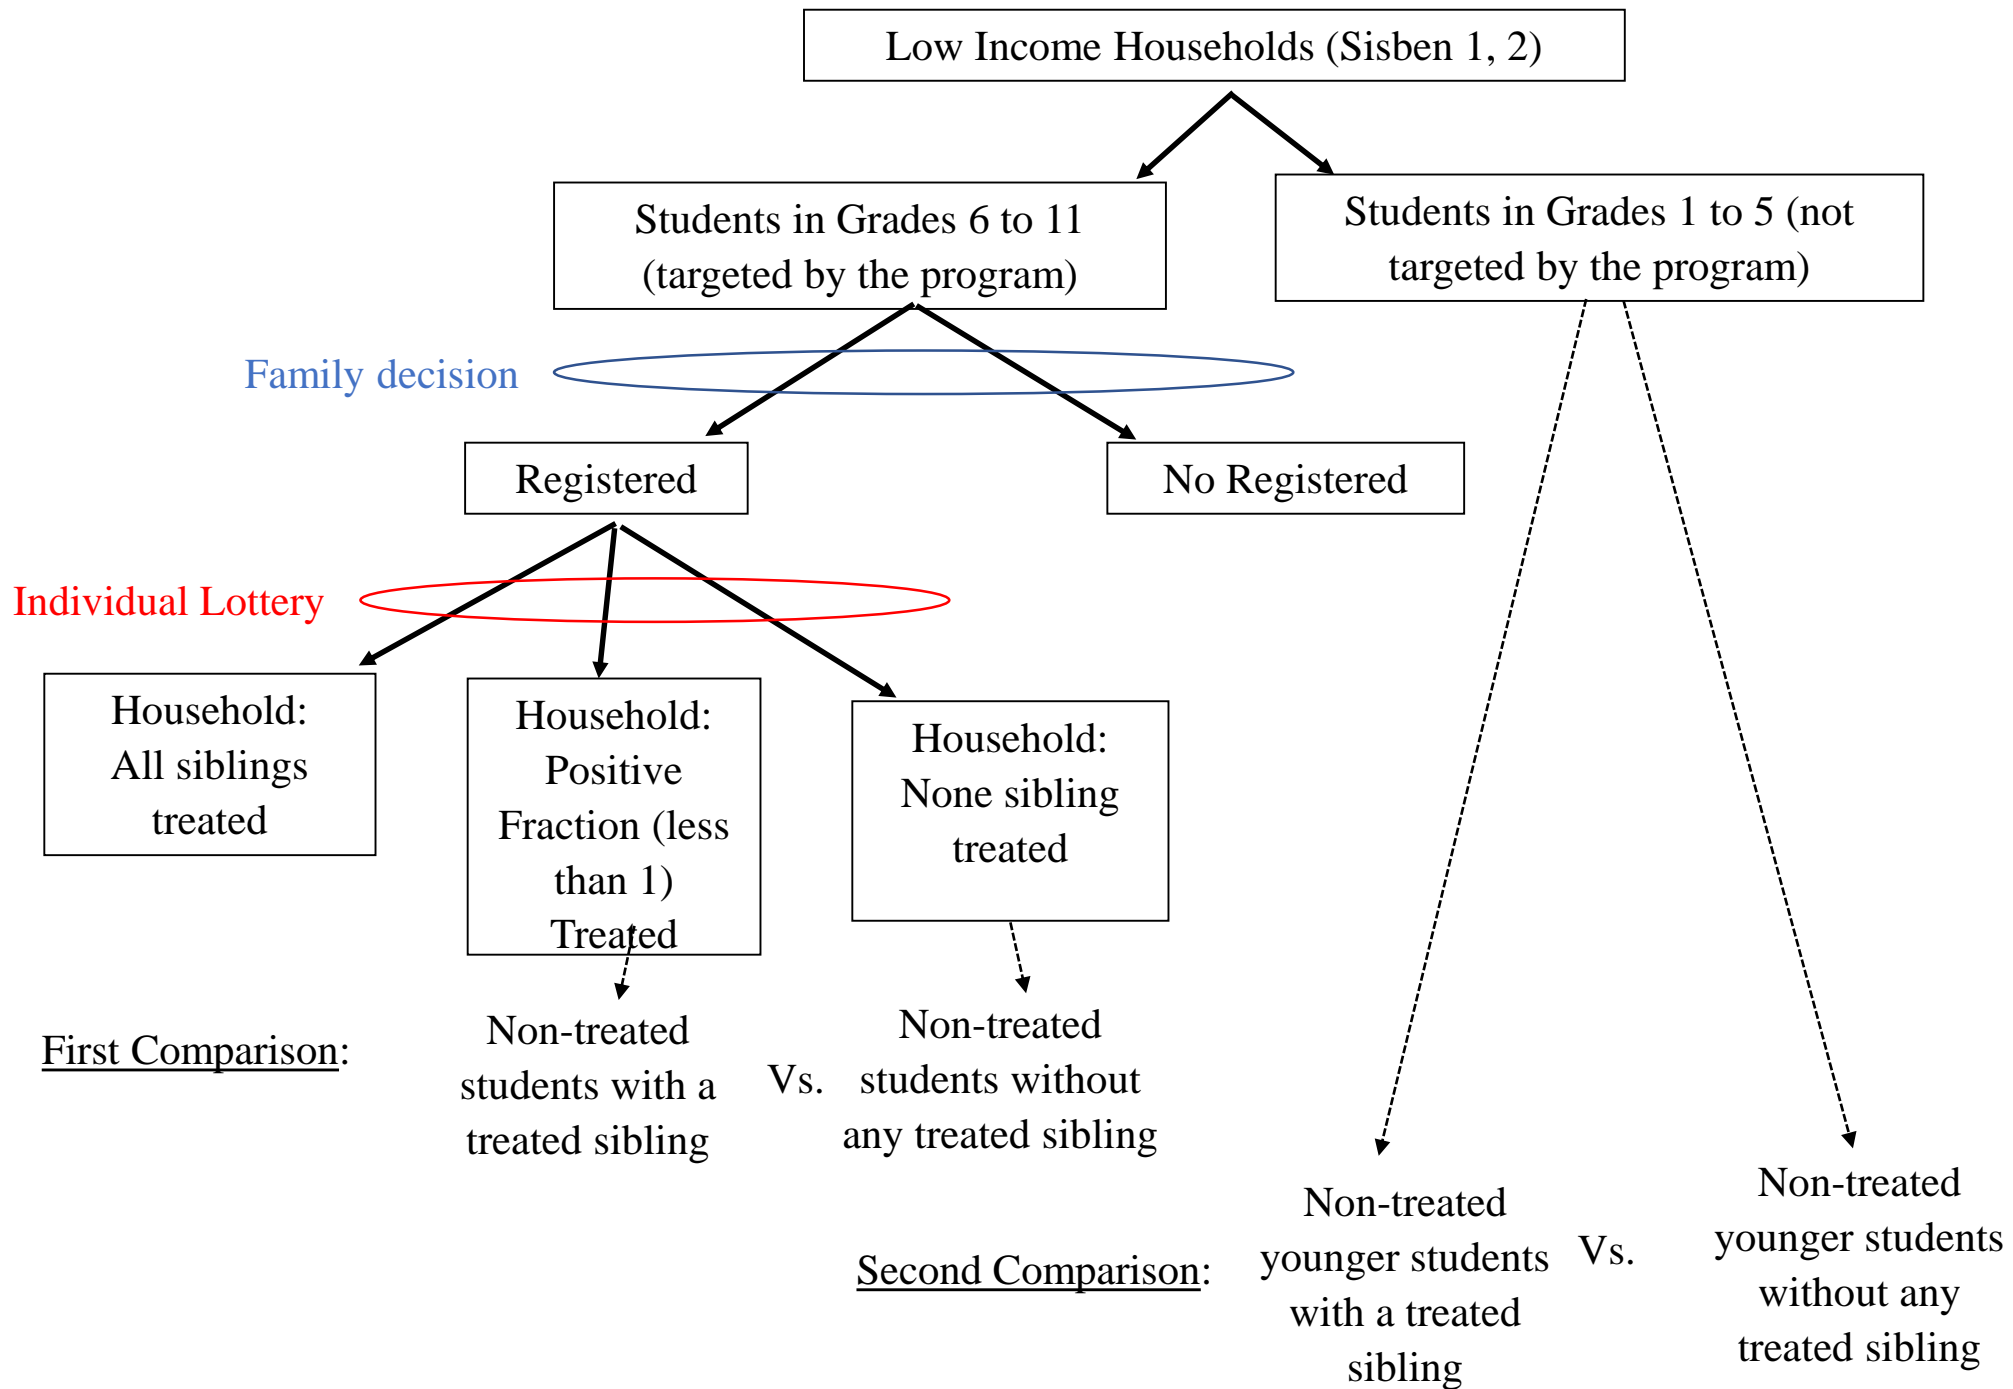 Low Income Households (Sisben 1, 2)
Students in Grades 6 to 11
(targeted by the program)
Students in Grades 1 to 5 (not
targeted by the program)
Family decision
Registered
No Registered
Individual Lottery
Household:
All siblings
treated
Household:
Positive
Fraction (less
than 1)
Treated
Household:
None sibling
treated
First Comparison:
Non-treated
students with a
treated sibling
Vs.
Non-treated
students without
any treated sibling
Second Comparison:
Non-treated
younger students
with a treated
sibling
Vs.
Non-treated
younger students
without any
treated sibling